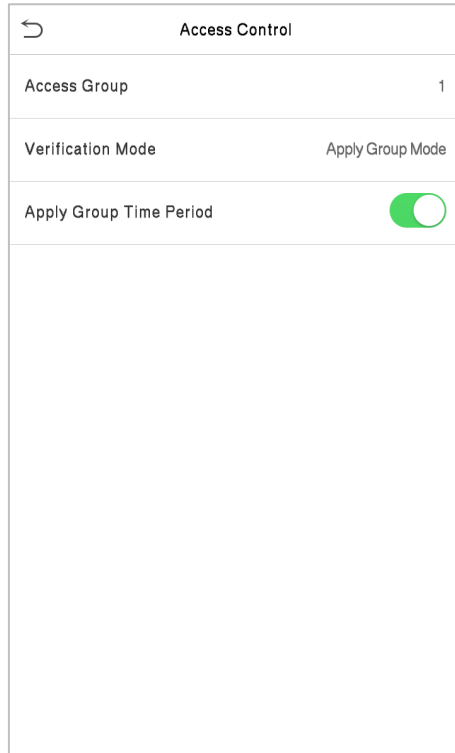 Access Control
Access Group 1
Verification Mode Apply Group Mode
Apply Group Time Period